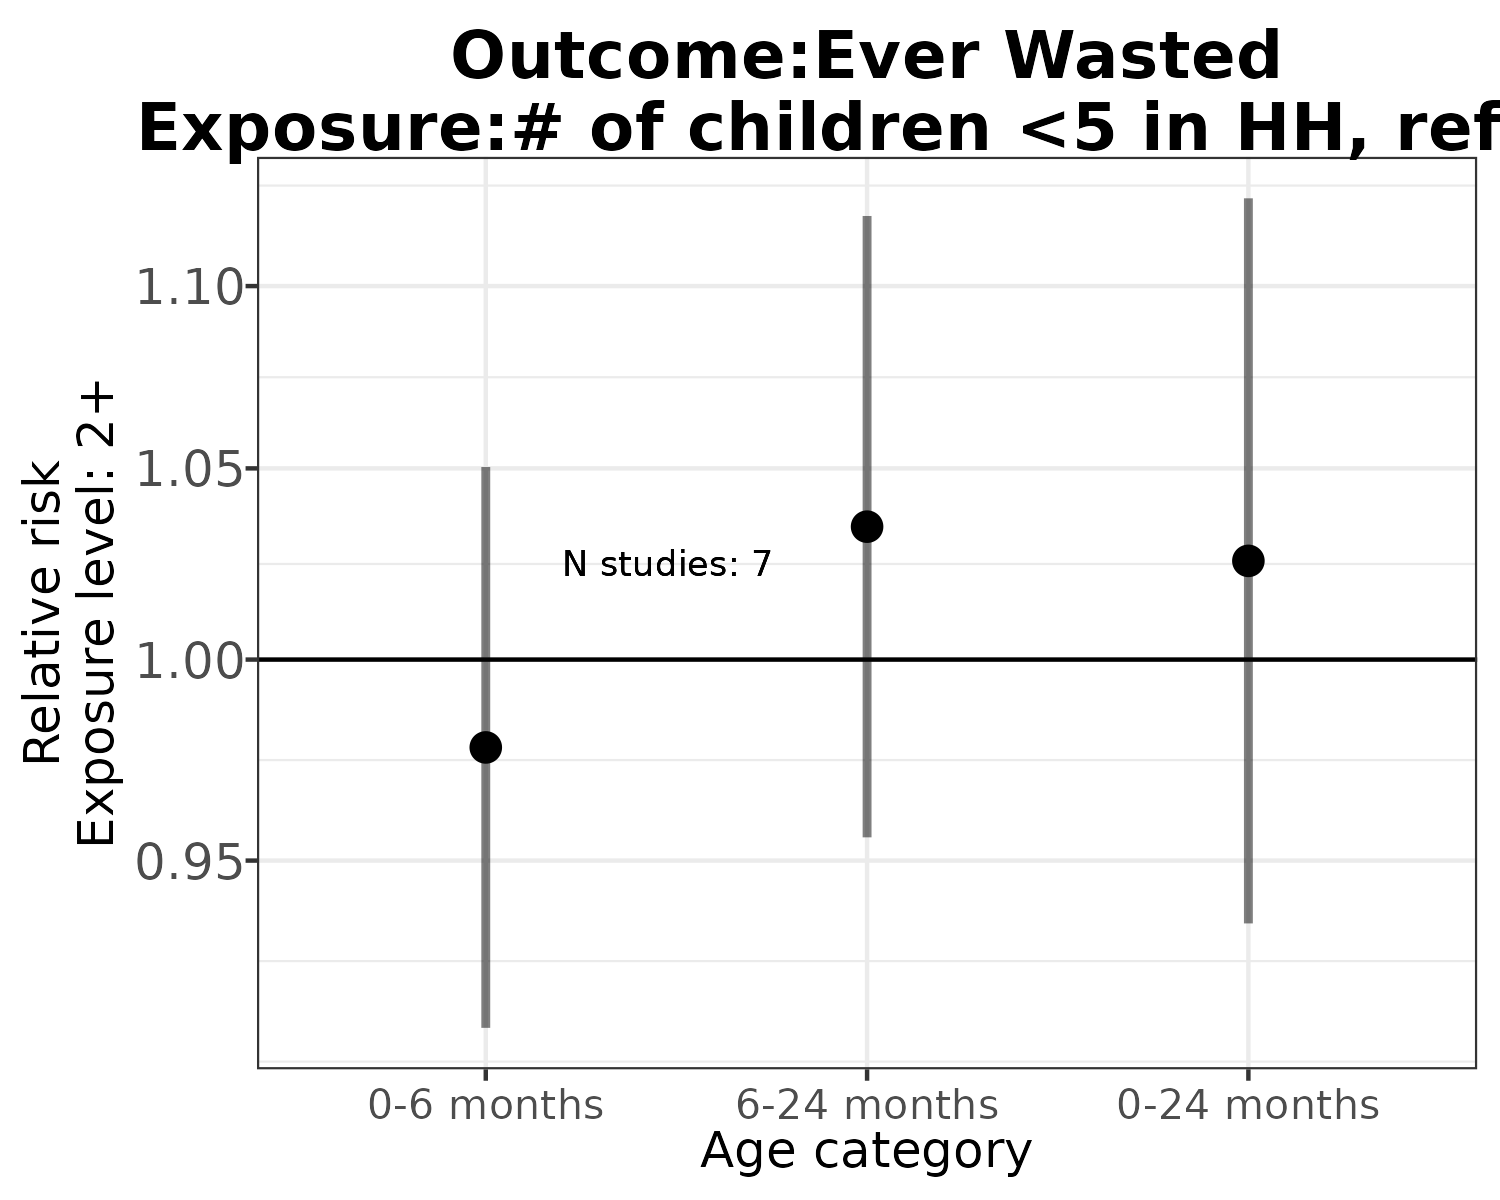 Outcome:Ever Wasted
Exposure:# of children <5 in HH, ref
1.10
1.05
1.00
0.95
Relative risk
Exposure level: 2+
N studies: 7
0-6 months
6-24 months
0-24 months
Age category